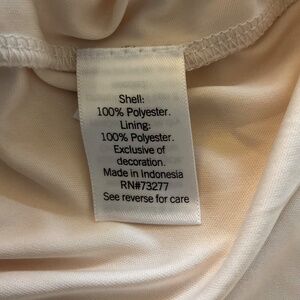 Shell:
100% Polyester.
Lining:
100% Polyester.
Exclusive of
decoration.
Made in Indonesia
RN#73277
See reverse for care